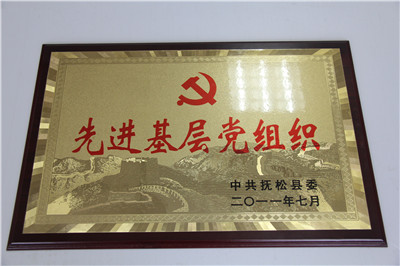 先进基层党组织
中共抚松县委
二〇一一年七月